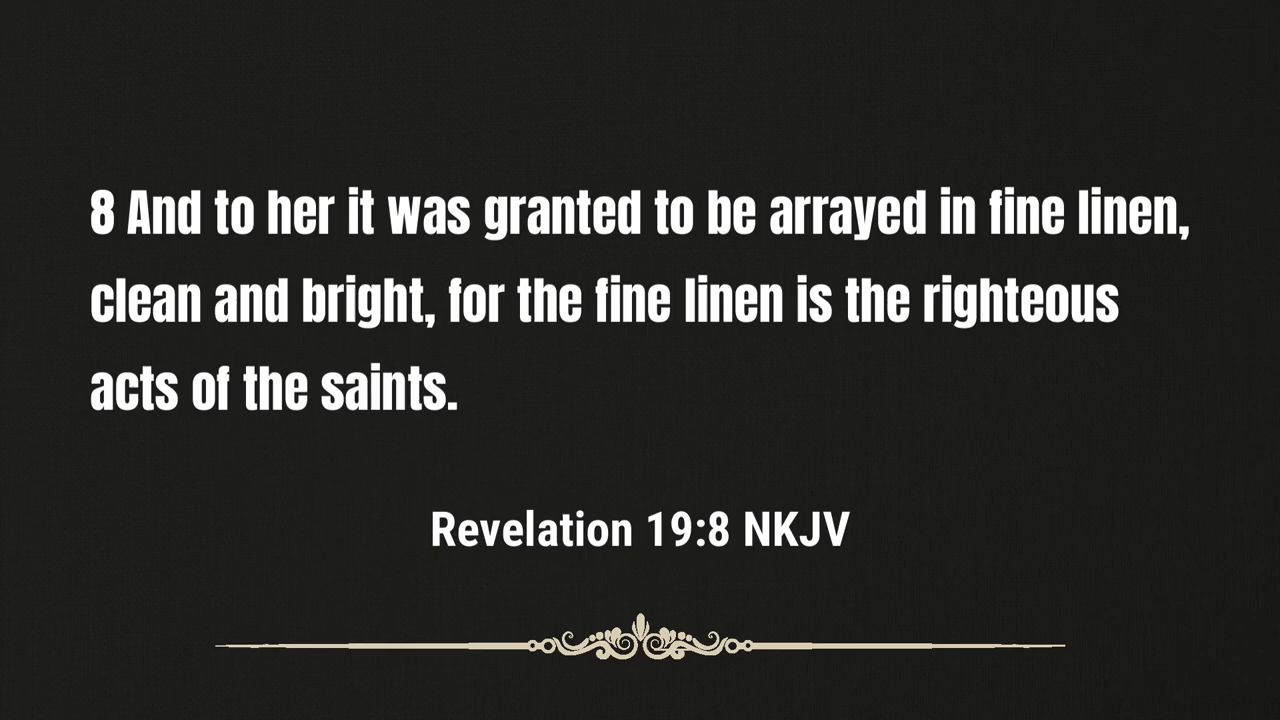 8 And to her it was granted to be arrayed in fine linen,
clean and bright, for the fine linen is the righteous
acts of the saints.
Revelation 19:8 NKJV